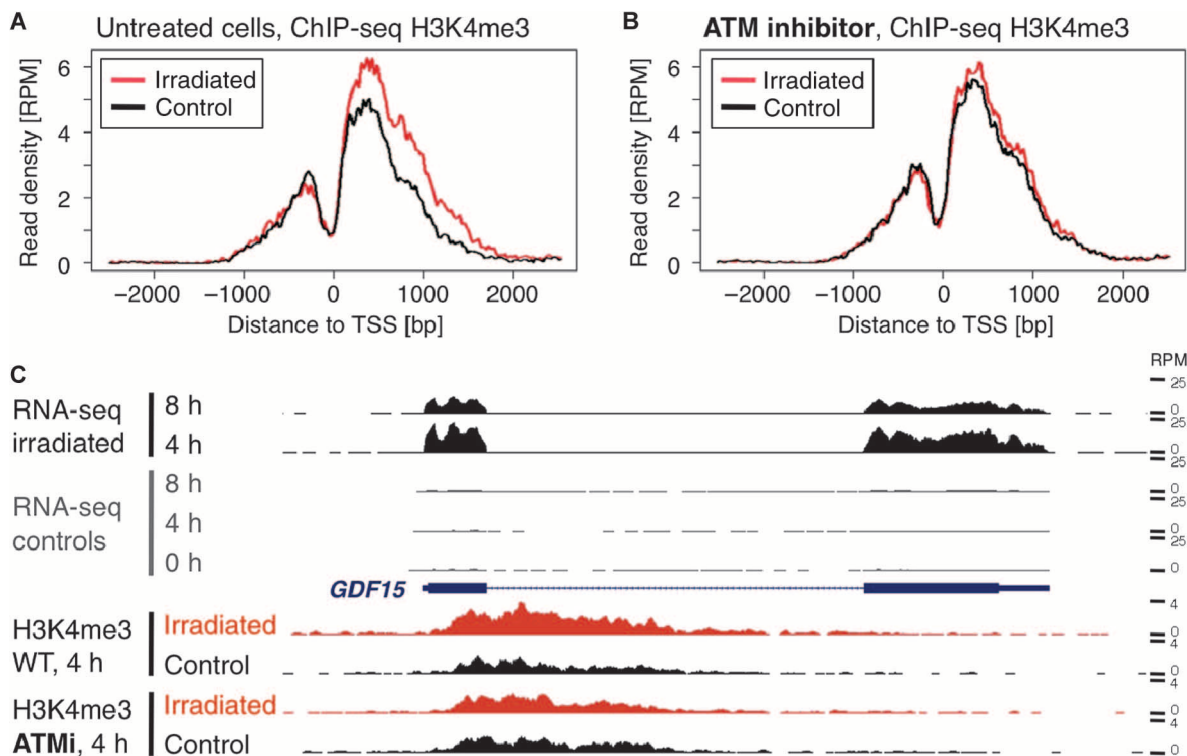 A
Untreated cells, ChIP-seq H3K4me3
Irradiated
Control
Read density [RPM]
6
4
2
0
−2000 −1000 0 1000 2000
Distance to TSS [bp]
B
ATM inhibitor, ChIP-seq H3K4me3
Irradiated
Control
Read density [RPM]
6
4
2
0
−2000 −1000 0 1000 2000
Distance to TSS [bp]
C
RPM
RNA-seq
irradiated
8 h
25
0
4 h
25
0
RNA-seq
controls
8 h
25
0
4 h
25
0
0 h
25
0
GDF15
H3K4me3
WT, 4 h
Irradiated
4
0
Control
4
0
H3K4me3
ATMi, 4 h
Irradiated
4
0
Control
4
0